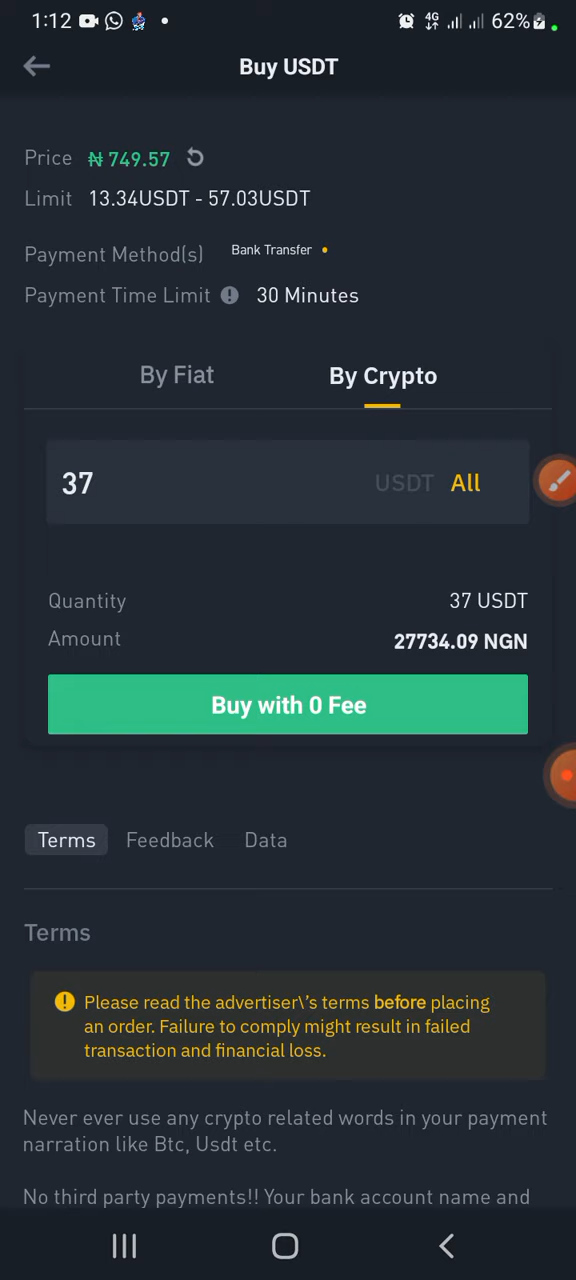 1:12 4G 62%
Buy USDT
Price ₦ 749.57
Limit 13.34USDT - 57.03USDT
Payment Method(s) Bank Transfer
Payment Time Limit 30 Minutes
By Fiat By Crypto
37 USDT All
Quantity 37 USDT
Amount 27734.09 NGN
Buy with 0 Fee
Terms Feedback Data
Terms
Please read the advertiser\'s terms before placing
an order. Failure to comply might result in failed
transaction and financial loss.
Never ever use any crypto related words in your payment
narration like Btc, Usdt etc.
No third party payments!! Your bank account name and